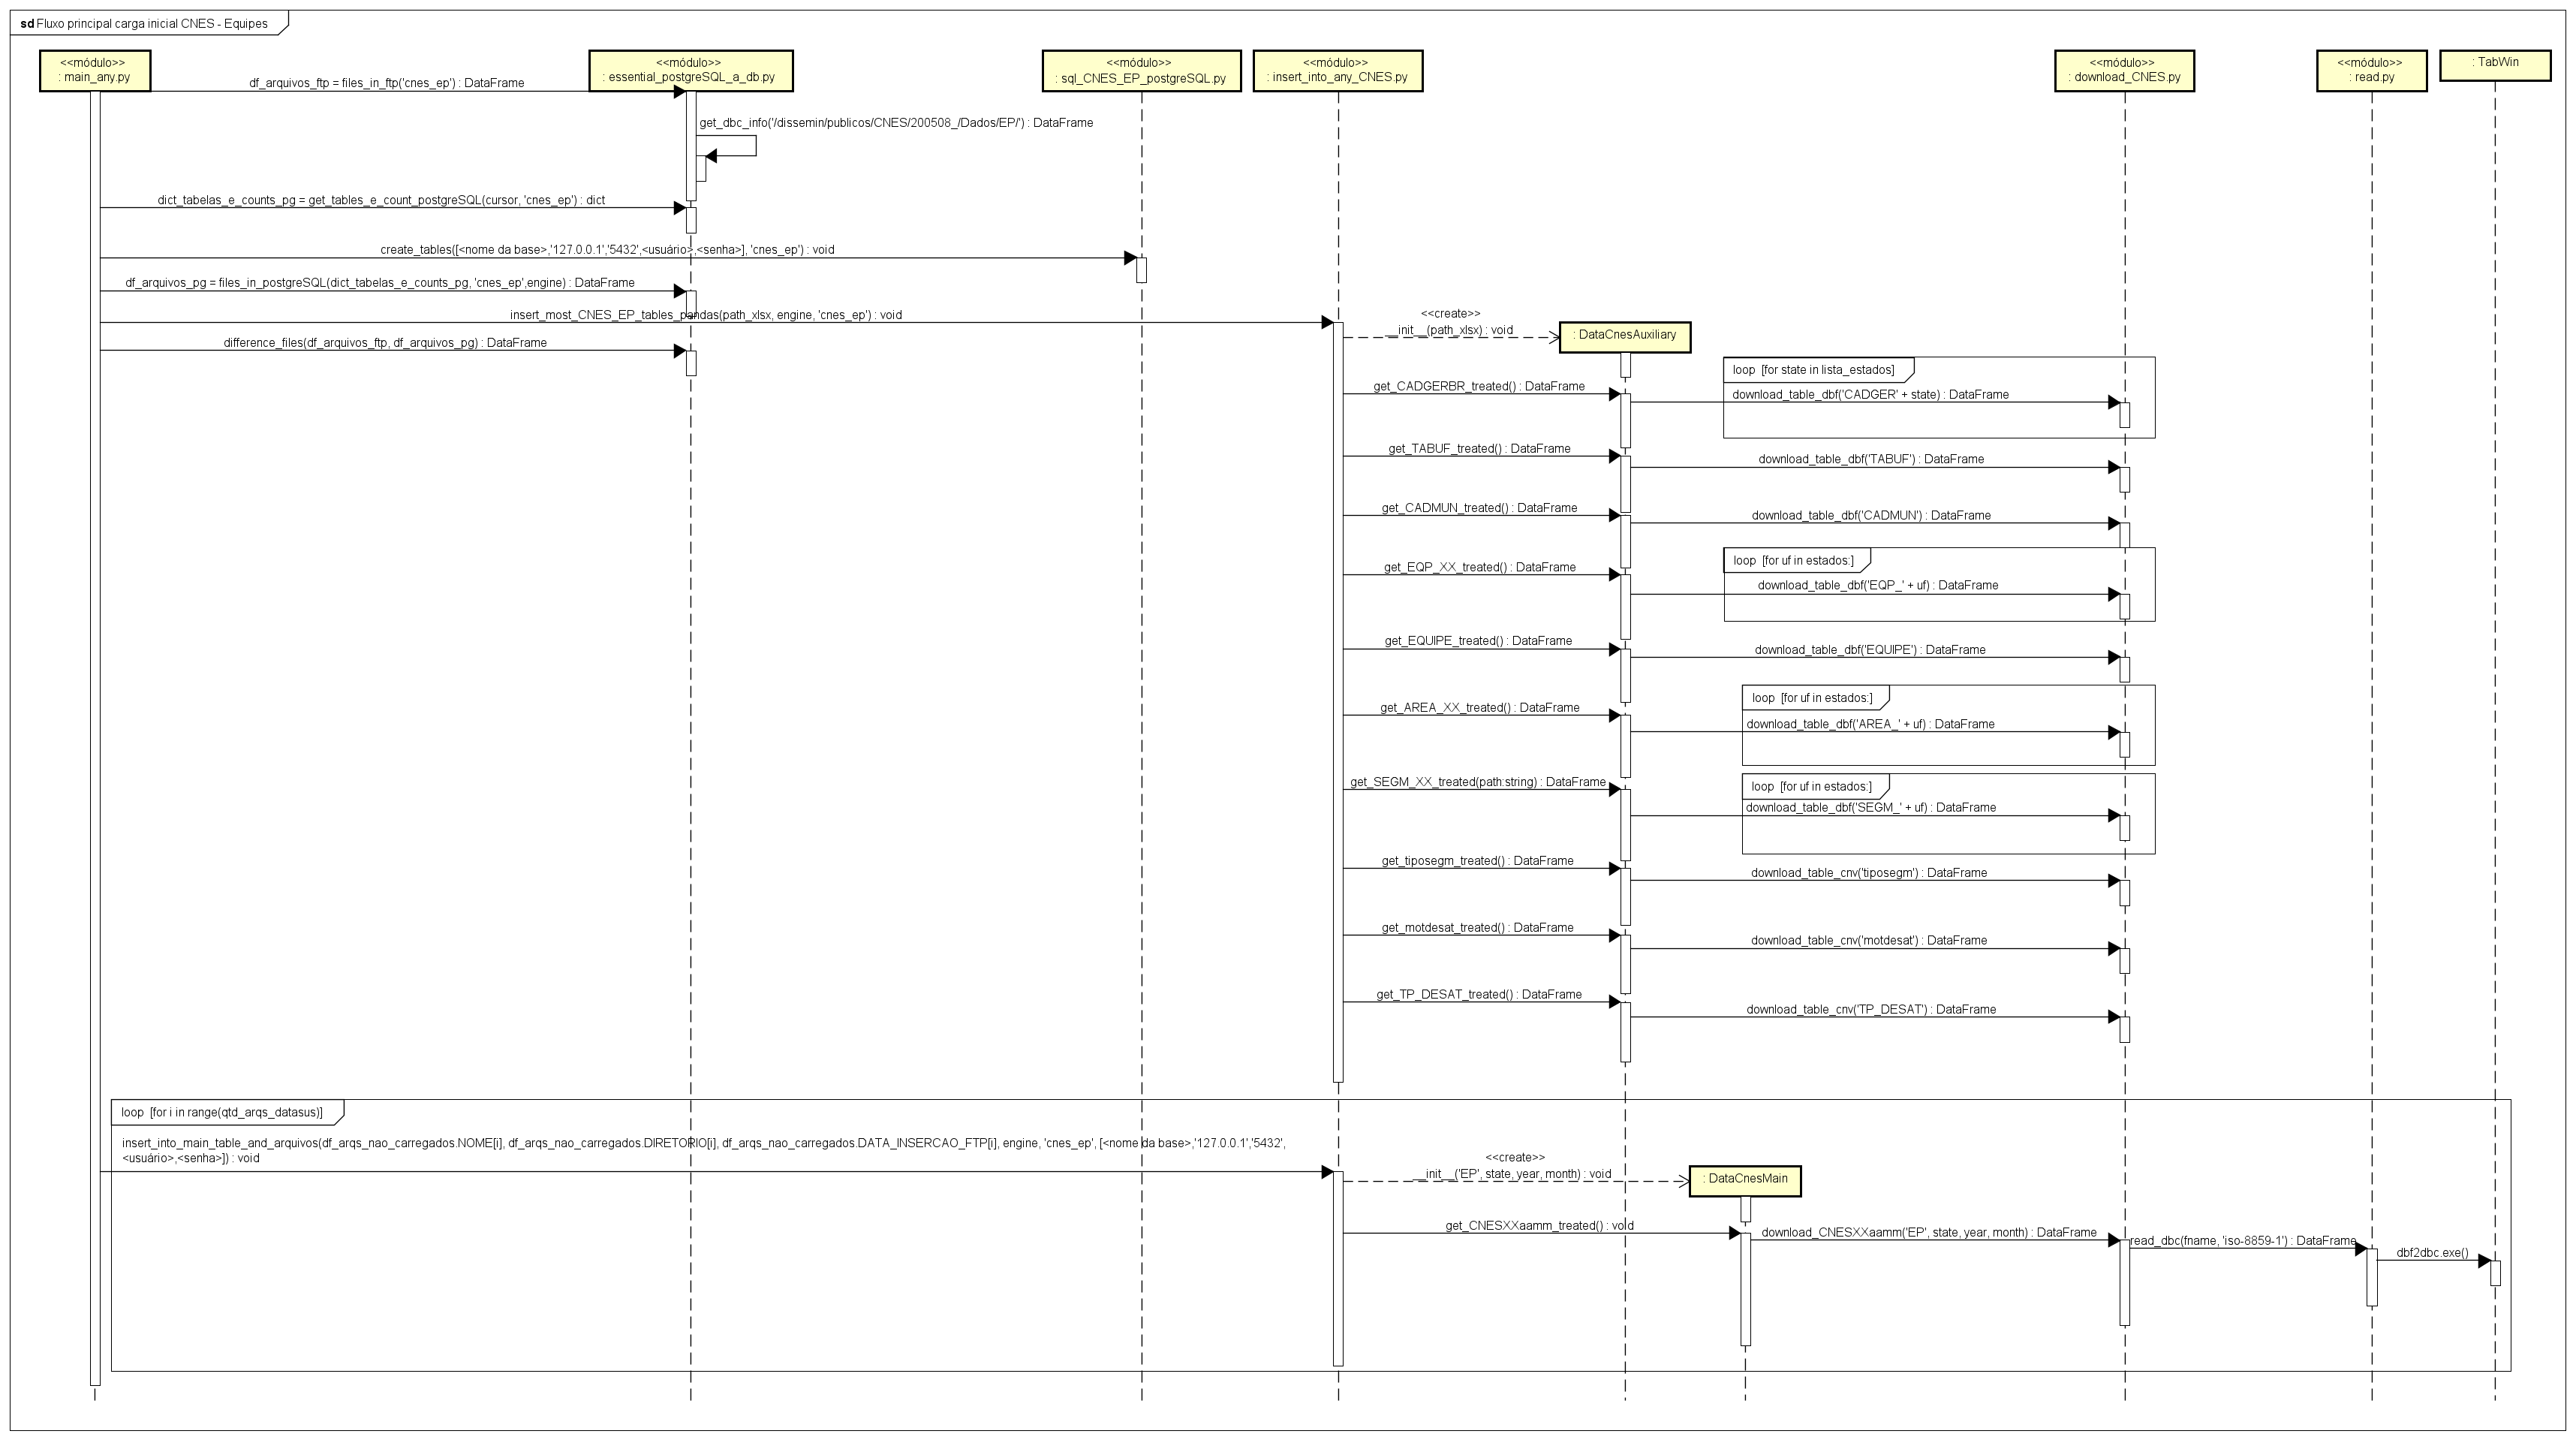 sd Fluxo principal carga inicial CNES - Equipes
<<módulo>>
: main_any.py
<<módulo>>
: essential_postgreSQL_a_db.py
<<módulo>>
: sql_CNES_EP_postgreSQL.py
<<módulo>>
: insert_into_any_CNES.py
<<módulo>>
: download_CNES.py
<<módulo>>
: read.py
: TabWin
df_arquivos_ftp = files_in_ftp('cnes_ep') : DataFrame
get_dbc_info('/dissemin/publicos/CNES/200508_/Dados/EP/') : DataFrame
dict_tabelas_e_counts_pg = get_tables_e_count_postgreSQL(cursor, 'cnes_ep') : dict
create_tables([<nome da base>,'127.0.0.1','5432',<usuário>,<senha>], 'cnes_ep') : void
df_arquivos_pg = files_in_postgreSQL(dict_tabelas_e_counts_pg, 'cnes_ep',engine) : DataFrame
insert_most_CNES_EP_tables_pandas(path_xlsx, engine, 'cnes_ep') : void
<<create>>
__init__(path_xlsx) : void
: DataCnesAuxiliary
difference_files(df_arquivos_ftp, df_arquivos_pg) : DataFrame
loop [for state in lista_estados]
get_CADGERBR_treated() : DataFrame
download_table_dbf('CADGER' + state) : DataFrame
get_TABUF_treated() : DataFrame
download_table_dbf('TABUF') : DataFrame
get_CADMUN_treated() : DataFrame
download_table_dbf('CADMUN') : DataFrame
loop [for uf in estados:]
get_EQP_XX_treated() : DataFrame
download_table_dbf('EQP_' + uf) : DataFrame
get_EQUIPE_treated() : DataFrame
download_table_dbf('EQUIPE') : DataFrame
loop [for uf in estados:]
get_AREA_XX_treated() : DataFrame
download_table_dbf('AREA_' + uf) : DataFrame
get_SEGM_XX_treated(path:string) : DataFrame
loop [for uf in estados:]
download_table_dbf('SEGM_' + uf) : DataFrame
get_tiposegm_treated() : DataFrame
download_table_cnv('tiposegm') : DataFrame
get_motdesat_treated() : DataFrame
download_table_cnv('motdesat') : DataFrame
get_TP_DESAT_treated() : DataFrame
download_table_cnv('TP_DESAT') : DataFrame
loop [for i in range(qtd_arqs_datasus)]
insert_into_main_table_and_arquivos(df_arqs_nao_carregados.NOME[i], df_arqs_nao_carregados.DIRETORIO[i], df_arqs_nao_carregados.DATA_INSERCAO_FTP[i], engine, 'cnes_ep', [<nome da base>,'127.0.0.1','5432',
<usuário>,<senha>]) : void
<<create>>
__init__('EP', state, year, month) : void
: DataCnesMain
get_CNESXXaamm_treated() : void
download_CNESXXaamm('EP', state, year, month) : DataFrame
read_dbc(fname, 'iso-8859-1') : DataFrame
dbf2dbc.exe()